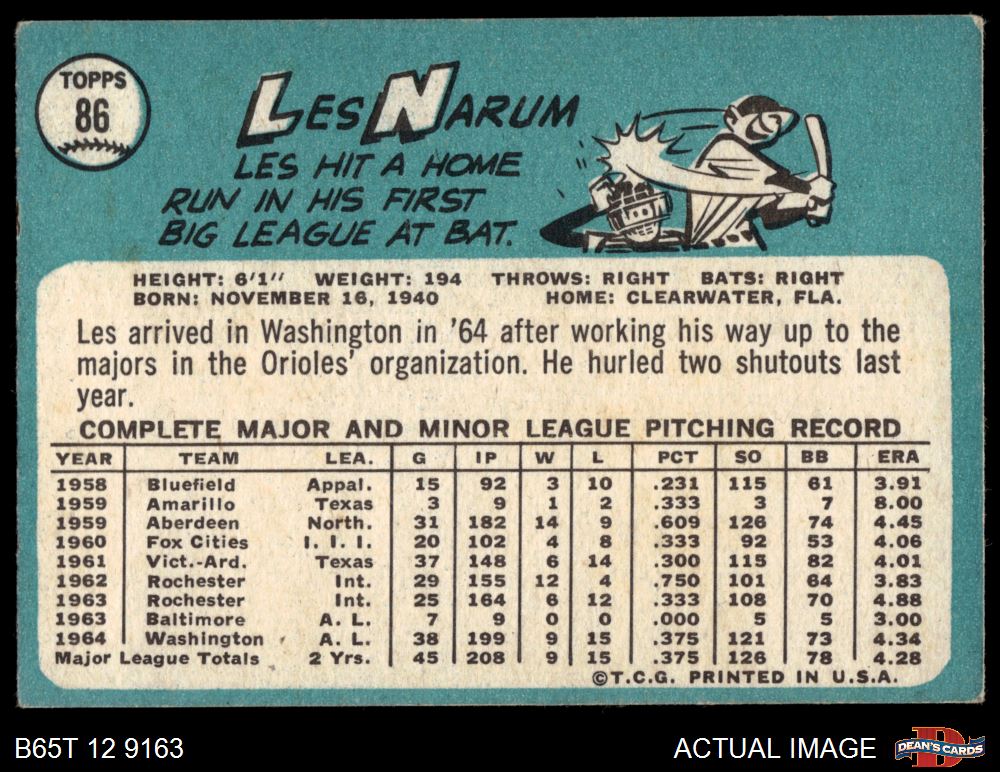 TOPPS
86
LES NARUM
LES HIT A HOME
RUN IN HIS FIRST
BIG LEAGUE AT BAT.
HEIGHT: 6'1" WEIGHT: 194 THROWS: RIGHT BATS: RIGHT
BORN: NOVEMBER 16, 1940 HOME: CLEARWATER, FLA.
Les arrived in Washington in '64 after working his way up to the
majors in the Orioles' organization. He hurled two shutouts last
year.
COMPLETE MAJOR AND MINOR LEAGUE PITCHING RECORD
YEAR TEAM LEA. G IP W L PCT SO BB ERA
1958 Bluefield Appal. 15 92 3 10 .231 115 61 3.91
1959 Amarillo Texas 3 9 1 2 .333 3 7 8.00
1959 Aberdeen North. 31 182 14 9 .609 126 74 4.45
1960 Fox Cities I. I. I. 20 102 4 8 .333 92 53 4.06
1961 Vict.-Ard. Texas 37 148 6 14 .300 115 82 4.01
1962 Rochester Int. 29 155 12 4 .750 101 64 3.83
1963 Rochester Int. 25 164 6 12 .333 108 70 4.88
1963 Baltimore A. L. 7 9 0 0 .000 5 5 3.00
1964 Washington A. L. 38 199 9 15 .375 121 73 4.34
Major League Totals 2 Yrs. 45 208 9 15 .375 126 78 4.28
©T.C.G. PRINTED IN U.S.A.
B65T 12 9163
ACTUAL IMAGE
DEAN'S CARDS